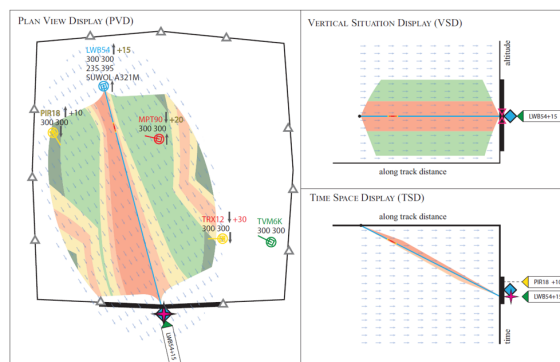 PLAN VIEW DISPLAY (PVD)
LWB54 +15
300 300
235 395
SUWOL A321M
PIR18 +10
300 300
MPT90 +20
300 300
TRX12 +30
300 300
TVM6K
300 300
LWB54+15
VERTICAL SITUATION DISPLAY (VSD)
altitude
LWB54+15
along track distance
TIME SPACE DISPLAY (TSD)
along track distance
PIR18 +10
LWB54+15
time